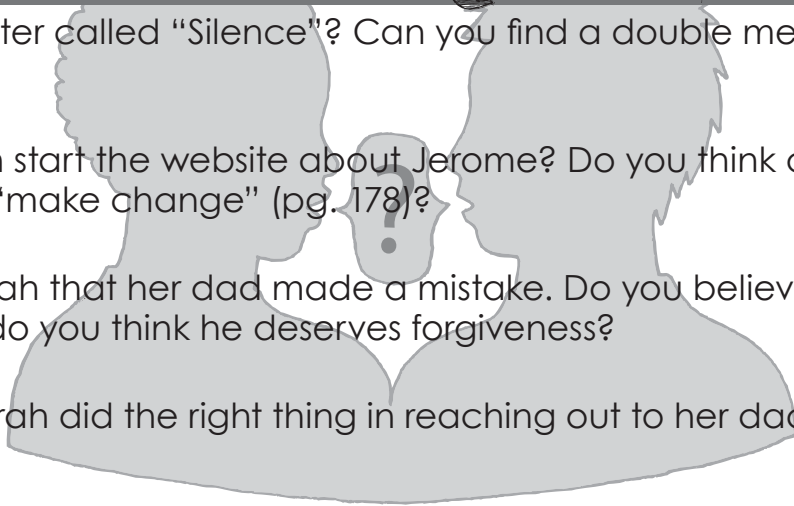 ter called “Silence”? Can you find a double me
start the website about Jerome? Do you think
“make change” (pg. 178)?
?
ah that her dad made a mistake. Do you believ
do you think he deserves forgiveness?
rah did the right thing in reaching out to her dad